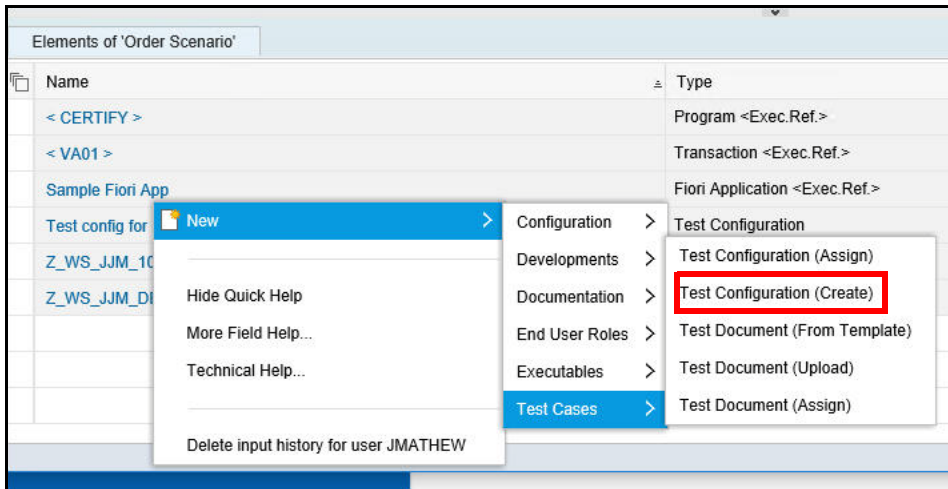 Elements of 'Order Scenario'
Name Type
< CERTIFY > Program <Exec.Ref.>
< VA01 > Transaction <Exec.Ref.>
Sample Fiori App Fiori Application <Exec.Ref.>
Test config for Test Configuration
Z_WS_JJM_10
Z_WS_JJM_DI
New
Hide Quick Help
More Field Help...
Technical Help...
Delete input history for user JMATHEW
Configuration
Developments
Documentation
End User Roles
Executables
Test Cases
Test Configuration (Assign)
Test Configuration (Create)
Test Document (From Template)
Test Document (Upload)
Test Document (Assign)